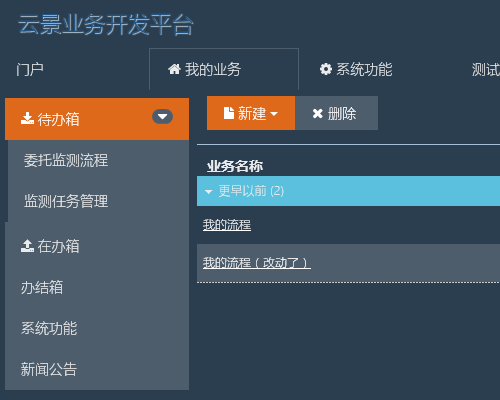 云景业务开发平台
门户
我的业务
系统功能
测试
待办箱
委托监测流程
监测任务管理
在办箱
办结箱
系统功能
新闻公告
新建
删除
业务名称
更早以前 (2)
我的流程
我的流程（改动了）